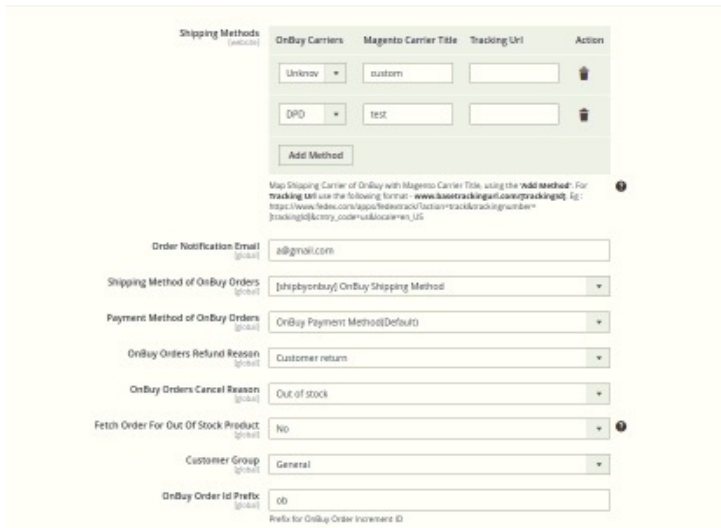 Shipping Methods
[website]
OnBuy Carriers Magento Carrier Title Tracking Url Action
Unknov custom
DPD test
Add Method
Map Shipping Carrier of OnBuy with Magento Carrier Title, using the 'Add Method'. For
Tracking Url use the following format - www.basetrackingurl.com/[trackingId]. Eg :
https://www.fedex.com/apps/fedextrack/?action=track&trackingnumber=
[trackingId]&cntry_code=us&locale=en_US
Order Notification Email
[global]
a@gmail.com
Shipping Method of OnBuy Orders
[global]
[shipbyonbuy] OnBuy Shipping Method
Payment Method of OnBuy Orders
[global]
OnBuy Payment Method(Default)
OnBuy Orders Refund Reason
[global]
Customer return
OnBuy Orders Cancel Reason
[global]
Out of stock
Fetch Order For Out Of Stock Product
[global]
No
Customer Group
[global]
General
OnBuy Order Id Prefix
[global]
ob
Prefix for OnBuy Order Increment ID